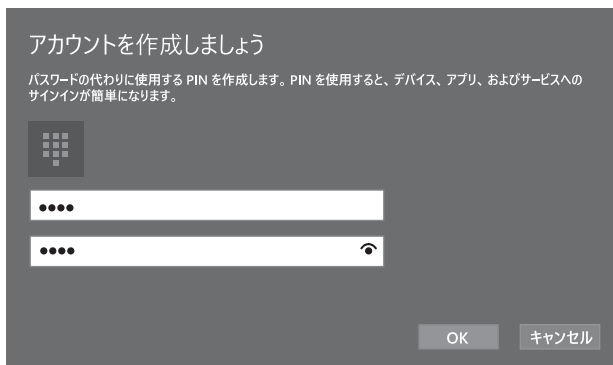 アカウントを作成しましょう
パスワードの代わりに使用する PIN を作成します。PIN を使用すると、デバイス、アプリ、およびサービスへの
サインインが簡単になります。
●●●●
●●●●
OK キャンセル